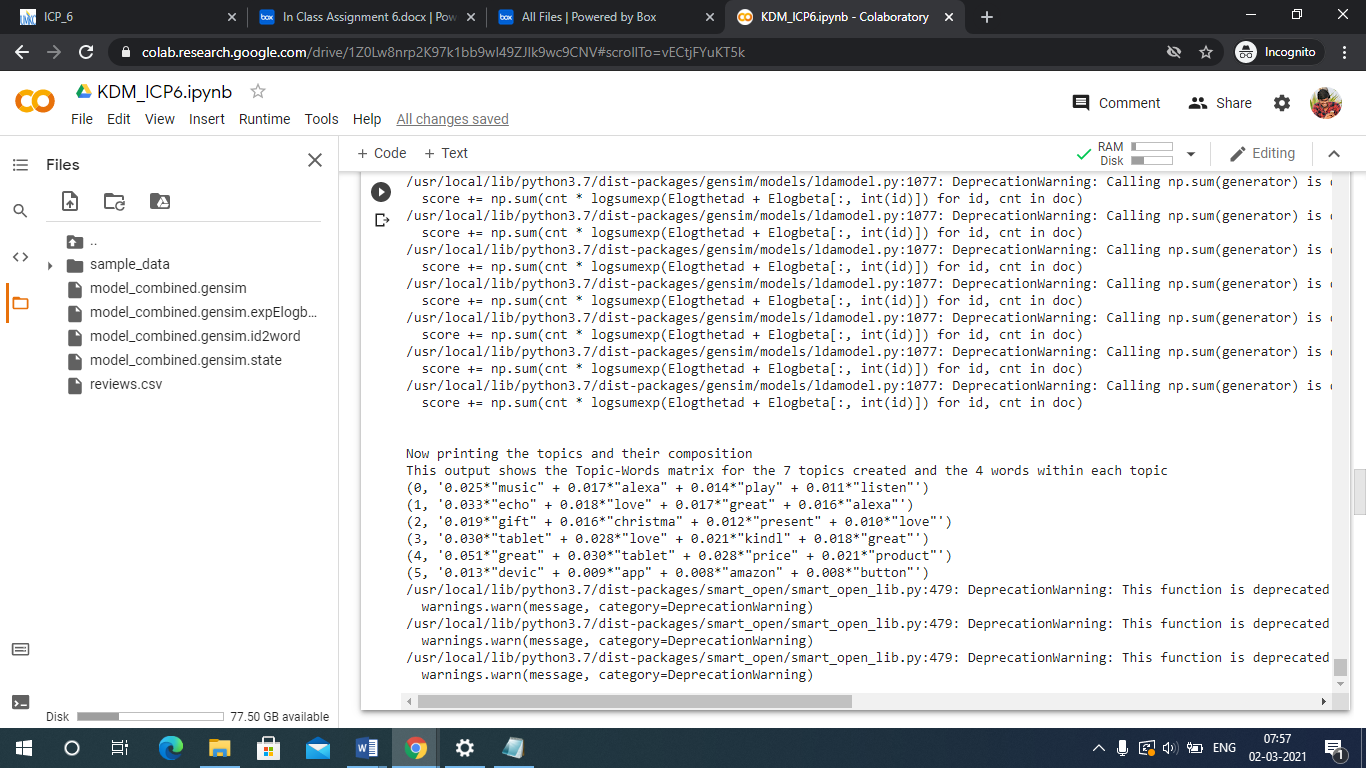 ICP_6
In Class Assignment 6.docx | Pow
All Files | Powered by Box
KDM_ICP6.ipynb - Colaboratory
colab.research.google.com/drive/1Z0Lw8nrp2K97k1bb9wI49ZJIk9wc9CNV#scrollTo=vECtjFYuKT5k
Incognito
KDM_ICP6.ipynb
Comment
Share
File Edit View Insert Runtime Tools Help All changes saved
Files
+ Code + Text
RAM
Disk
Editing
..
sample_data
model_combined.gensim
model_combined.gensim.expElogb...
model_combined.gensim.id2word
model_combined.gensim.state
reviews.csv
/usr/local/lib/python3.7/dist-packages/gensim/models/ldamodel.py:1077: DeprecationWarning: Calling np.sum(generator) is
score += np.sum(cnt * logsumexp(Elogthetad + Elogbeta[:, int(id)]) for id, cnt in doc)
/usr/local/lib/python3.7/dist-packages/gensim/models/ldamodel.py:1077: DeprecationWarning: Calling np.sum(generator) is
score += np.sum(cnt * logsumexp(Elogthetad + Elogbeta[:, int(id)]) for id, cnt in doc)
/usr/local/lib/python3.7/dist-packages/gensim/models/ldamodel.py:1077: DeprecationWarning: Calling np.sum(generator) is
score += np.sum(cnt * logsumexp(Elogthetad + Elogbeta[:, int(id)]) for id, cnt in doc)
/usr/local/lib/python3.7/dist-packages/gensim/models/ldamodel.py:1077: DeprecationWarning: Calling np.sum(generator) is
score += np.sum(cnt * logsumexp(Elogthetad + Elogbeta[:, int(id)]) for id, cnt in doc)
/usr/local/lib/python3.7/dist-packages/gensim/models/ldamodel.py:1077: DeprecationWarning: Calling np.sum(generator) is
score += np.sum(cnt * logsumexp(Elogthetad + Elogbeta[:, int(id)]) for id, cnt in doc)
/usr/local/lib/python3.7/dist-packages/gensim/models/ldamodel.py:1077: DeprecationWarning: Calling np.sum(generator) is
score += np.sum(cnt * logsumexp(Elogthetad + Elogbeta[:, int(id)]) for id, cnt in doc)
/usr/local/lib/python3.7/dist-packages/gensim/models/ldamodel.py:1077: DeprecationWarning: Calling np.sum(generator) is
score += np.sum(cnt * logsumexp(Elogthetad + Elogbeta[:, int(id)]) for id, cnt in doc)
Now printing the topics and their composition
This output shows the Topic-Words matrix for the 7 topics created and the 4 words within each topic
(0, '0.025*"music" + 0.017*"alexa" + 0.014*"play" + 0.011*"listen"')
(1, '0.033*"echo" + 0.018*"love" + 0.017*"great" + 0.016*"alexa"')
(2, '0.019*"gift" + 0.016*"christma" + 0.012*"present" + 0.010*"love"')
(3, '0.030*"tablet" + 0.028*"love" + 0.021*"kindl" + 0.018*"great"')
(4, '0.051*"great" + 0.030*"tablet" + 0.028*"price" + 0.021*"product"')
(5, '0.013*"devic" + 0.009*"app" + 0.008*"amazon" + 0.008*"button"')
/usr/local/lib/python3.7/dist-packages/smart_open/smart_open_lib.py:479: DeprecationWarning: This function is deprecated
warnings.warn(message, category=DeprecationWarning)
/usr/local/lib/python3.7/dist-packages/smart_open/smart_open_lib.py:479: DeprecationWarning: This function is deprecated
warnings.warn(message, category=DeprecationWarning)
/usr/local/lib/python3.7/dist-packages/smart_open/smart_open_lib.py:479: DeprecationWarning: This function is deprecated
warnings.warn(message, category=DeprecationWarning)
Disk 77.50 GB available
ENG
07:57
02-03-2021
1